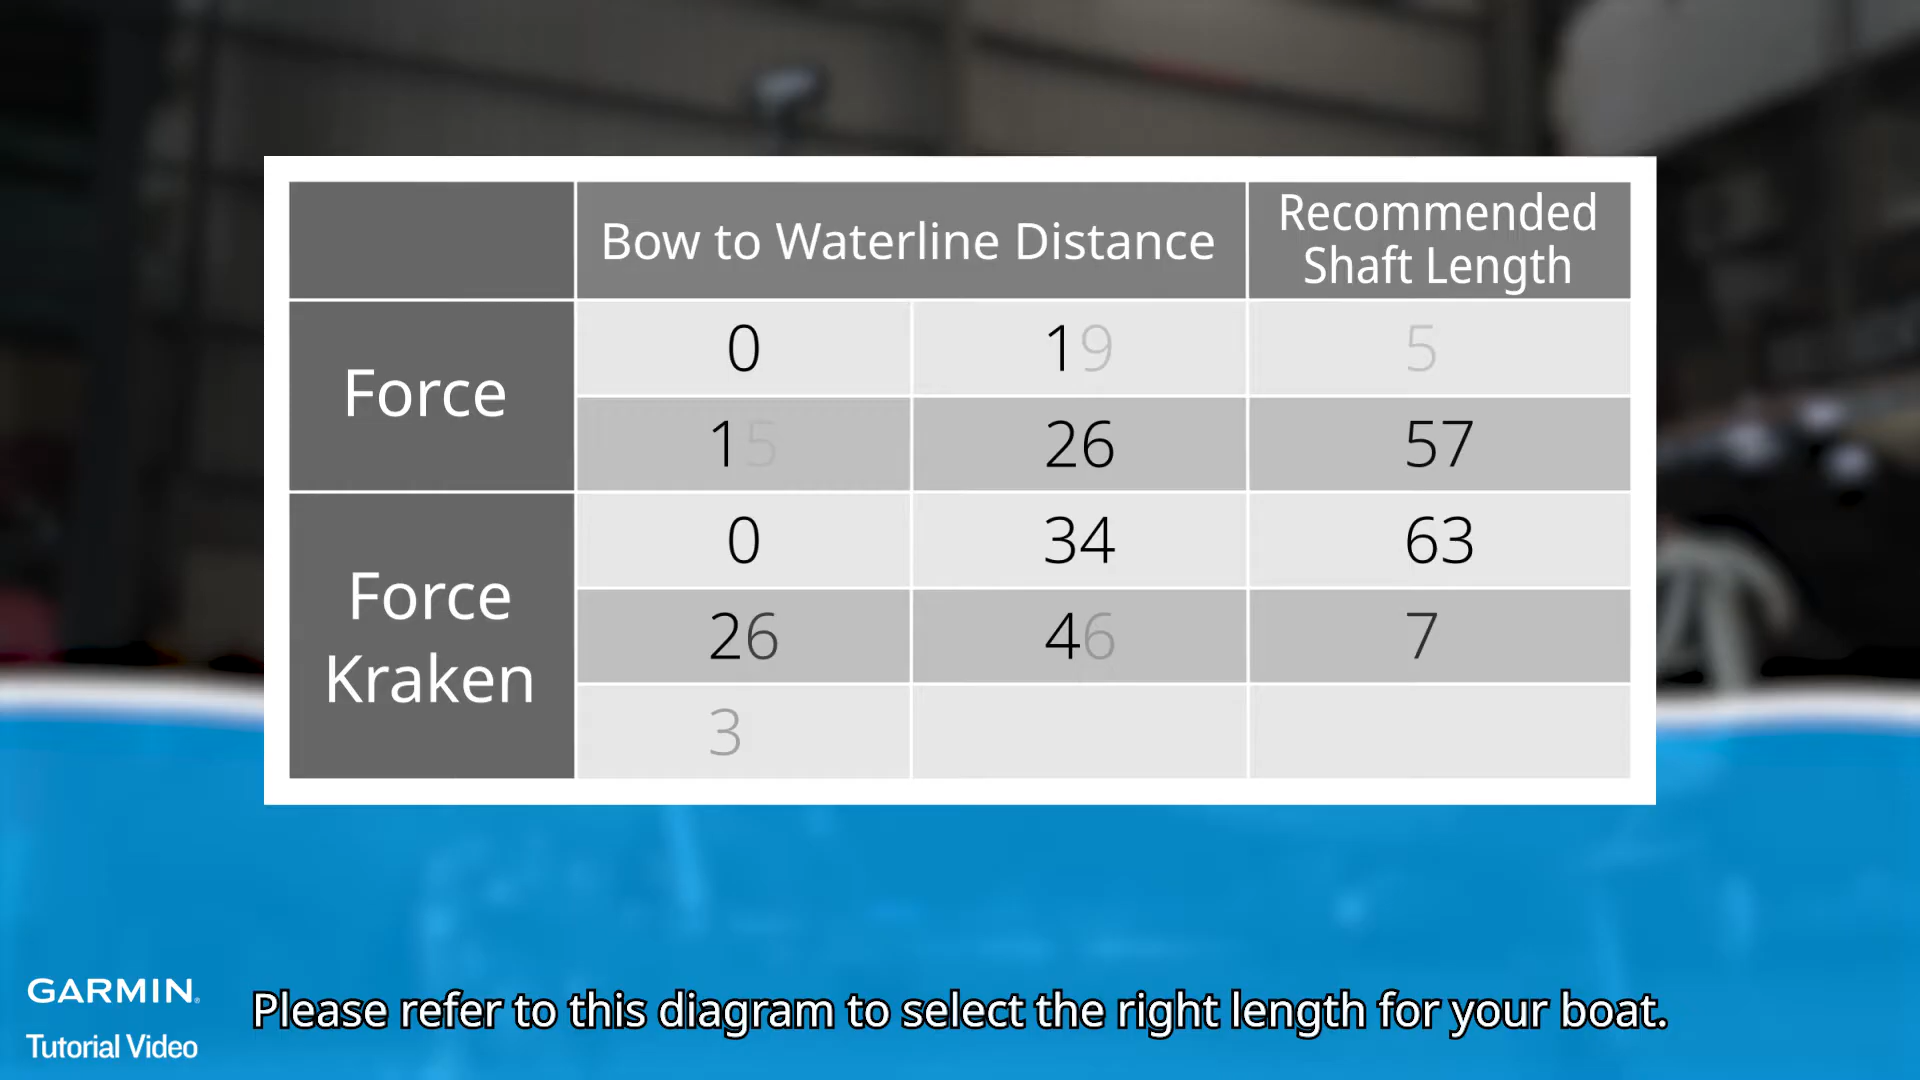 Bow to Waterline Distance
Recommended
Shaft Length
Force
0 19 5
15 26 57
Force
Kraken
0 34 63
26 46 7
3
GARMIN
Tutorial Video
Please refer to this diagram to select the right length for your boat.